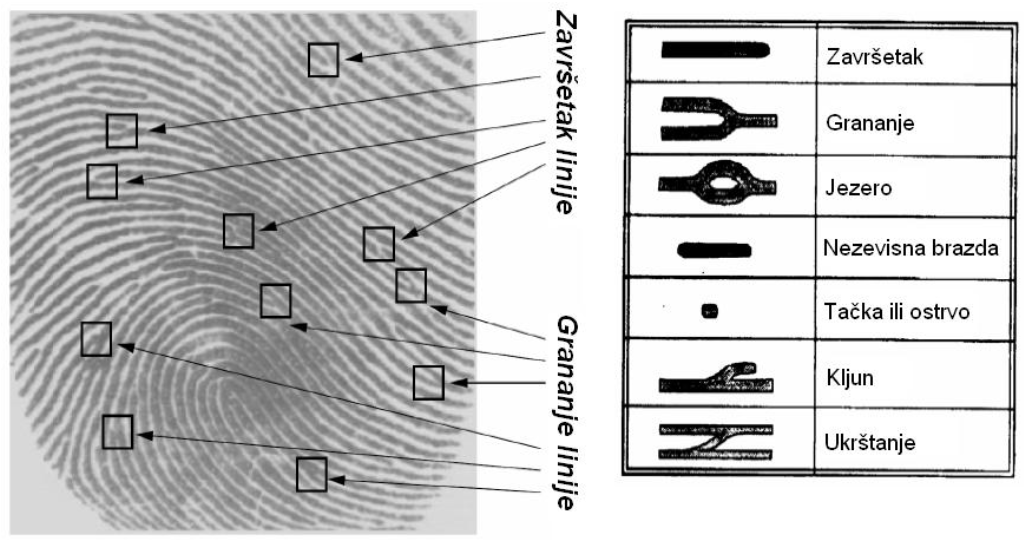 Završetak linije
Grananje linije
Završetak
Grananje
Jezero
Nezevisna brazda
Tačka ili ostrvo
Kljun
Ukrštanje